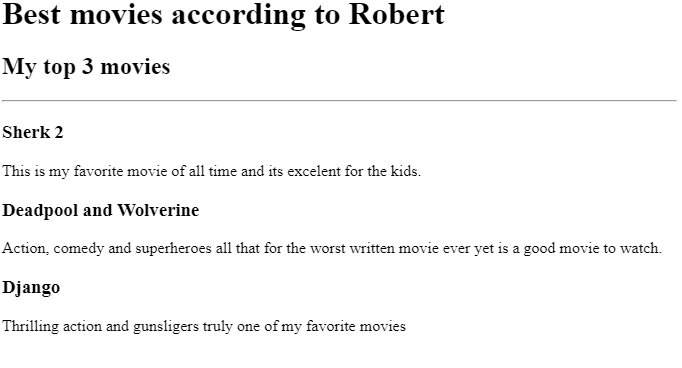 Best movies according to Robert
My top 3 movies
Sherk 2
This is my favorite movie of all time and its excelent for the kids.
Deadpool and Wolverine
Action, comedy and superheroes all that for the worst written movie ever yet is a good movie to watch.
Django
Thrilling action and gunsligers truly one of my favorite movies